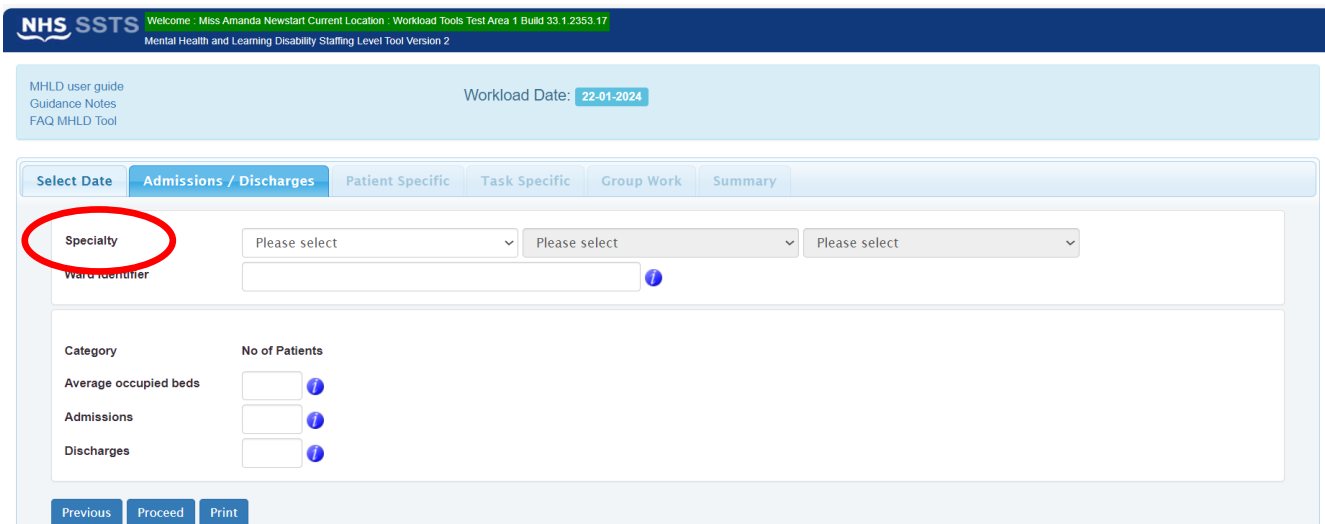 NHS SSTS Welcome : Miss Amanda Newstart Current Location : Workload Tools Test Area 1 Build 33.1.2353.17
Mental Health and Learning Disability Staffing Level Tool Version 2
MHLD user guide
Guidance Notes
FAQ MHLD Tool
Workload Date: 22-01-2024
Select Date Admissions / Discharges Patient Specific Task Specific Group Work Summary
Specialty Please select Please select Please select
Ward Identifier i
Category No of Patients
Average occupied beds i
Admissions i
Discharges i
Previous Proceed Print